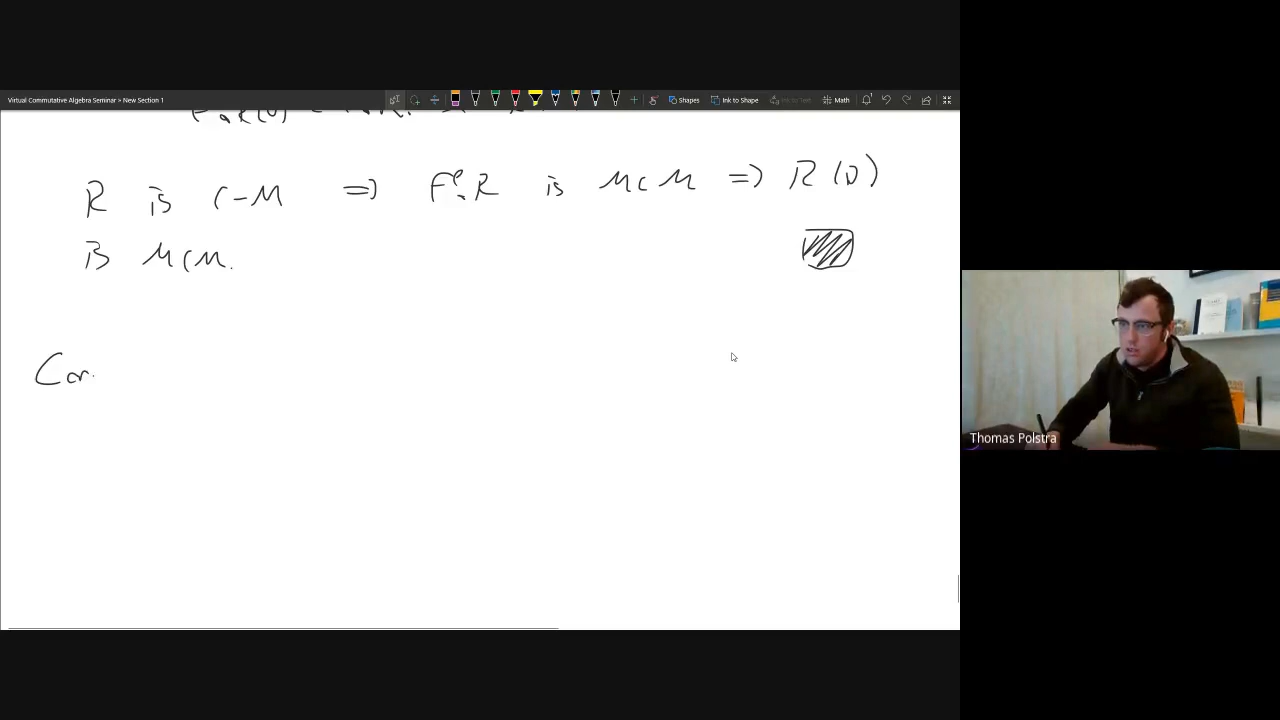 Virtual Commutative Algebra Seminar > New Section 1
Shapes
Ink to Shape
Math
R is C-M => F^e_* R is MCM => R(D)
is MCM.
Cor.
Thomas Polstra